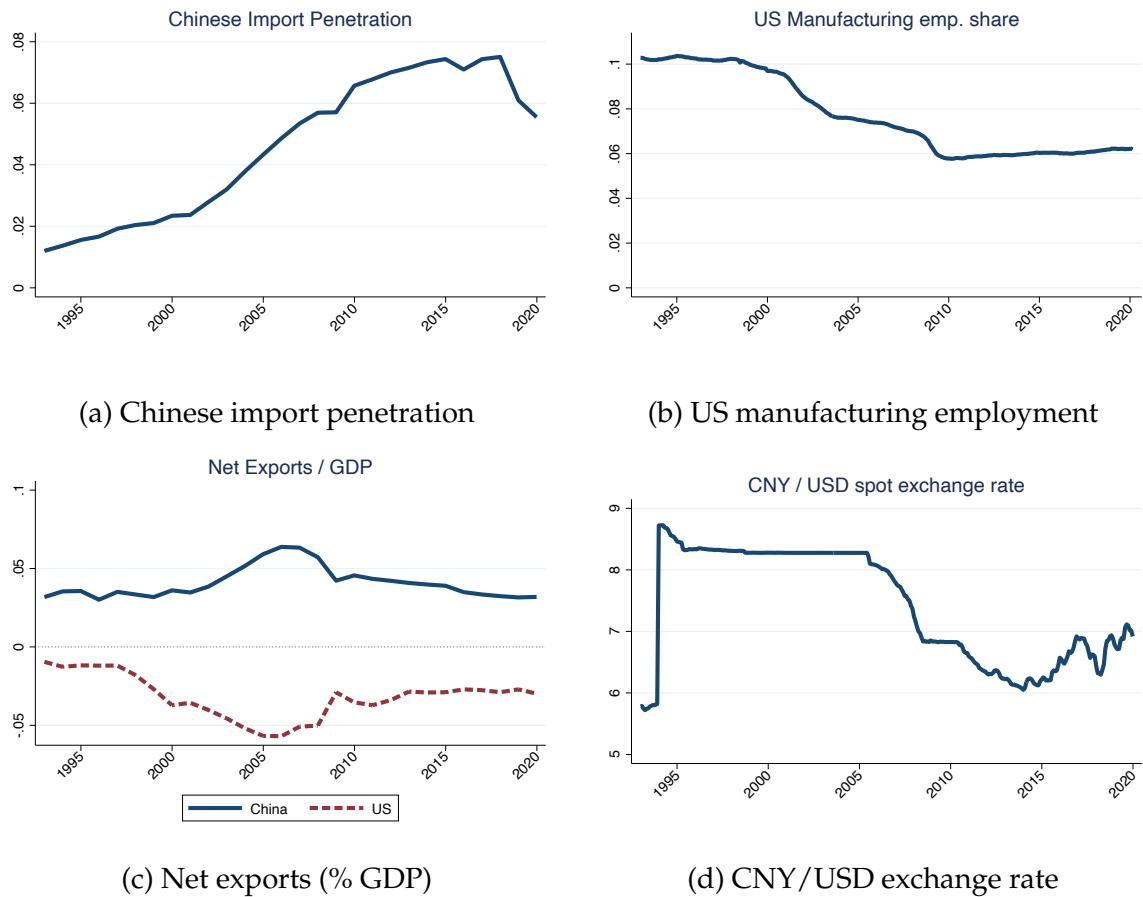 Chinese Import Penetration
.08
.06
.04
.02
0
1995 2000 2005 2010 2015 2020
(a) Chinese import penetration
US Manufacturing emp. share
.1
.08
.06
.04
.02
0
1995 2000 2005 2010 2015 2020
(b) US manufacturing employment
Net Exports / GDP
.1
.05
0
-.05
1995 2000 2005 2010 2015 2020
China US
(c) Net exports (% GDP)
CNY / USD spot exchange rate
9
8
7
6
5
1995 2000 2005 2010 2015 2020
(d) CNY/USD exchange rate